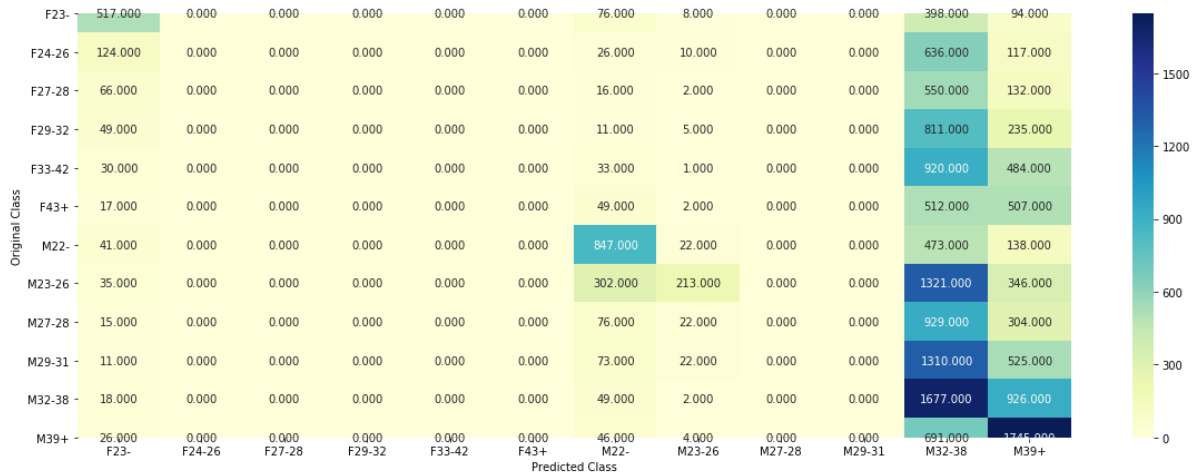 F23- 517.000 0.000 0.000 0.000 0.000 0.000 76.000 8.000 0.000 0.000 398.000 94.000
F24-26 124.000 0.000 0.000 0.000 0.000 0.000 26.000 10.000 0.000 0.000 636.000 117.000
F27-28 66.000 0.000 0.000 0.000 0.000 0.000 16.000 2.000 0.000 0.000 550.000 132.000
F29-32 49.000 0.000 0.000 0.000 0.000 0.000 11.000 5.000 0.000 0.000 811.000 235.000
F33-42 30.000 0.000 0.000 0.000 0.000 0.000 33.000 1.000 0.000 0.000 920.000 484.000
F43+ 17.000 0.000 0.000 0.000 0.000 0.000 49.000 2.000 0.000 0.000 512.000 507.000
M22- 41.000 0.000 0.000 0.000 0.000 0.000 847.000 22.000 0.000 0.000 473.000 138.000
M23-26 35.000 0.000 0.000 0.000 0.000 0.000 302.000 213.000 0.000 0.000 1321.000 346.000
M27-28 15.000 0.000 0.000 0.000 0.000 0.000 76.000 22.000 0.000 0.000 929.000 304.000
M29-31 11.000 0.000 0.000 0.000 0.000 0.000 73.000 22.000 0.000 0.000 1310.000 525.000
M32-38 18.000 0.000 0.000 0.000 0.000 0.000 49.000 2.000 0.000 0.000 1677.000 926.000
M39+ 26.000 0.000 0.000 0.000 0.000 0.000 46.000 4.000 0.000 0.000 691.000 1745.000
F23- F24-26 F27-28 F29-32 F33-42 F43+ M22- M23-26 M27-28 M29-31 M32-38 M39+
Predicted Class
Original Class
1500
1200
900
600
300
0